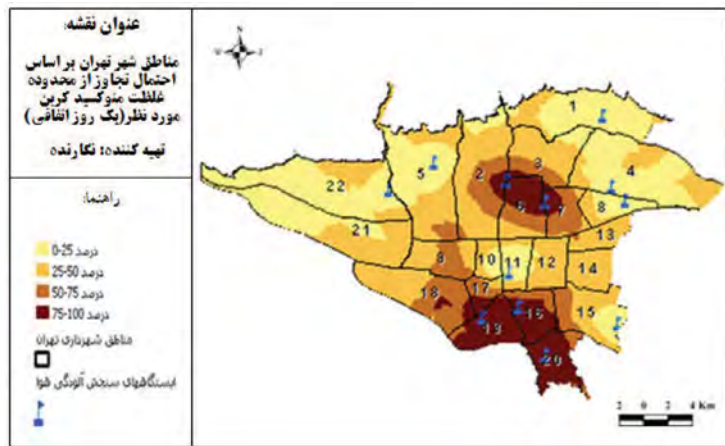 عنوان نقشه:
مناطق شهر تهران بر اساس
احتمال تجاوز از محدوده
غلظت منوکسید کربن
مورد نظر(یک روز اتفاقی)
تهیه کننده: نگارنده
راهنما:
0-25 درصد
25-50 درصد
50-75 درصد
75-100 درصد
مناطق شهرداری تهران
ایستگاههای سنجش آلودگی هوا
N
1
3
4
2
5
22
6
7
8
21
13
9
10
11
12
14
17
18
16
15
19
20
2 0 2 4 Km